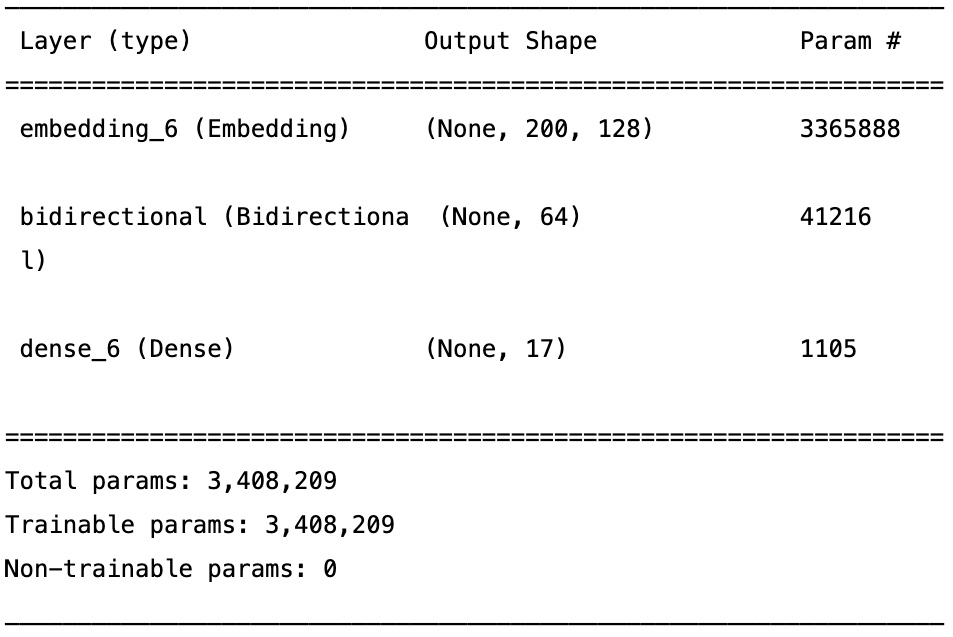 Layer (type) Output Shape Param #
=================================================================
embedding_6 (Embedding) (None, 200, 128) 3365888
bidirectional (Bidirectiona (None, 64) 41216
l)
dense_6 (Dense) (None, 17) 1105
=================================================================
Total params: 3,408,209
Trainable params: 3,408,209
Non-trainable params: 0